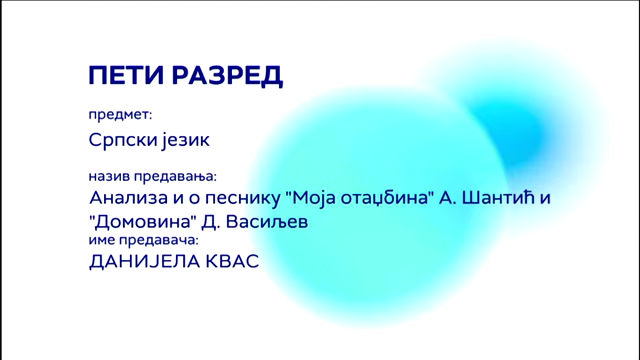 ПЕТИ РАЗРЕД
предмет:
Српски језик
назив предавања:
Анализа и о песнику "Моја отаџбина" А. Шантић и
"Домовина" Д. Васиљев
име предавача:
ДАНИЈЕЛА КВАС